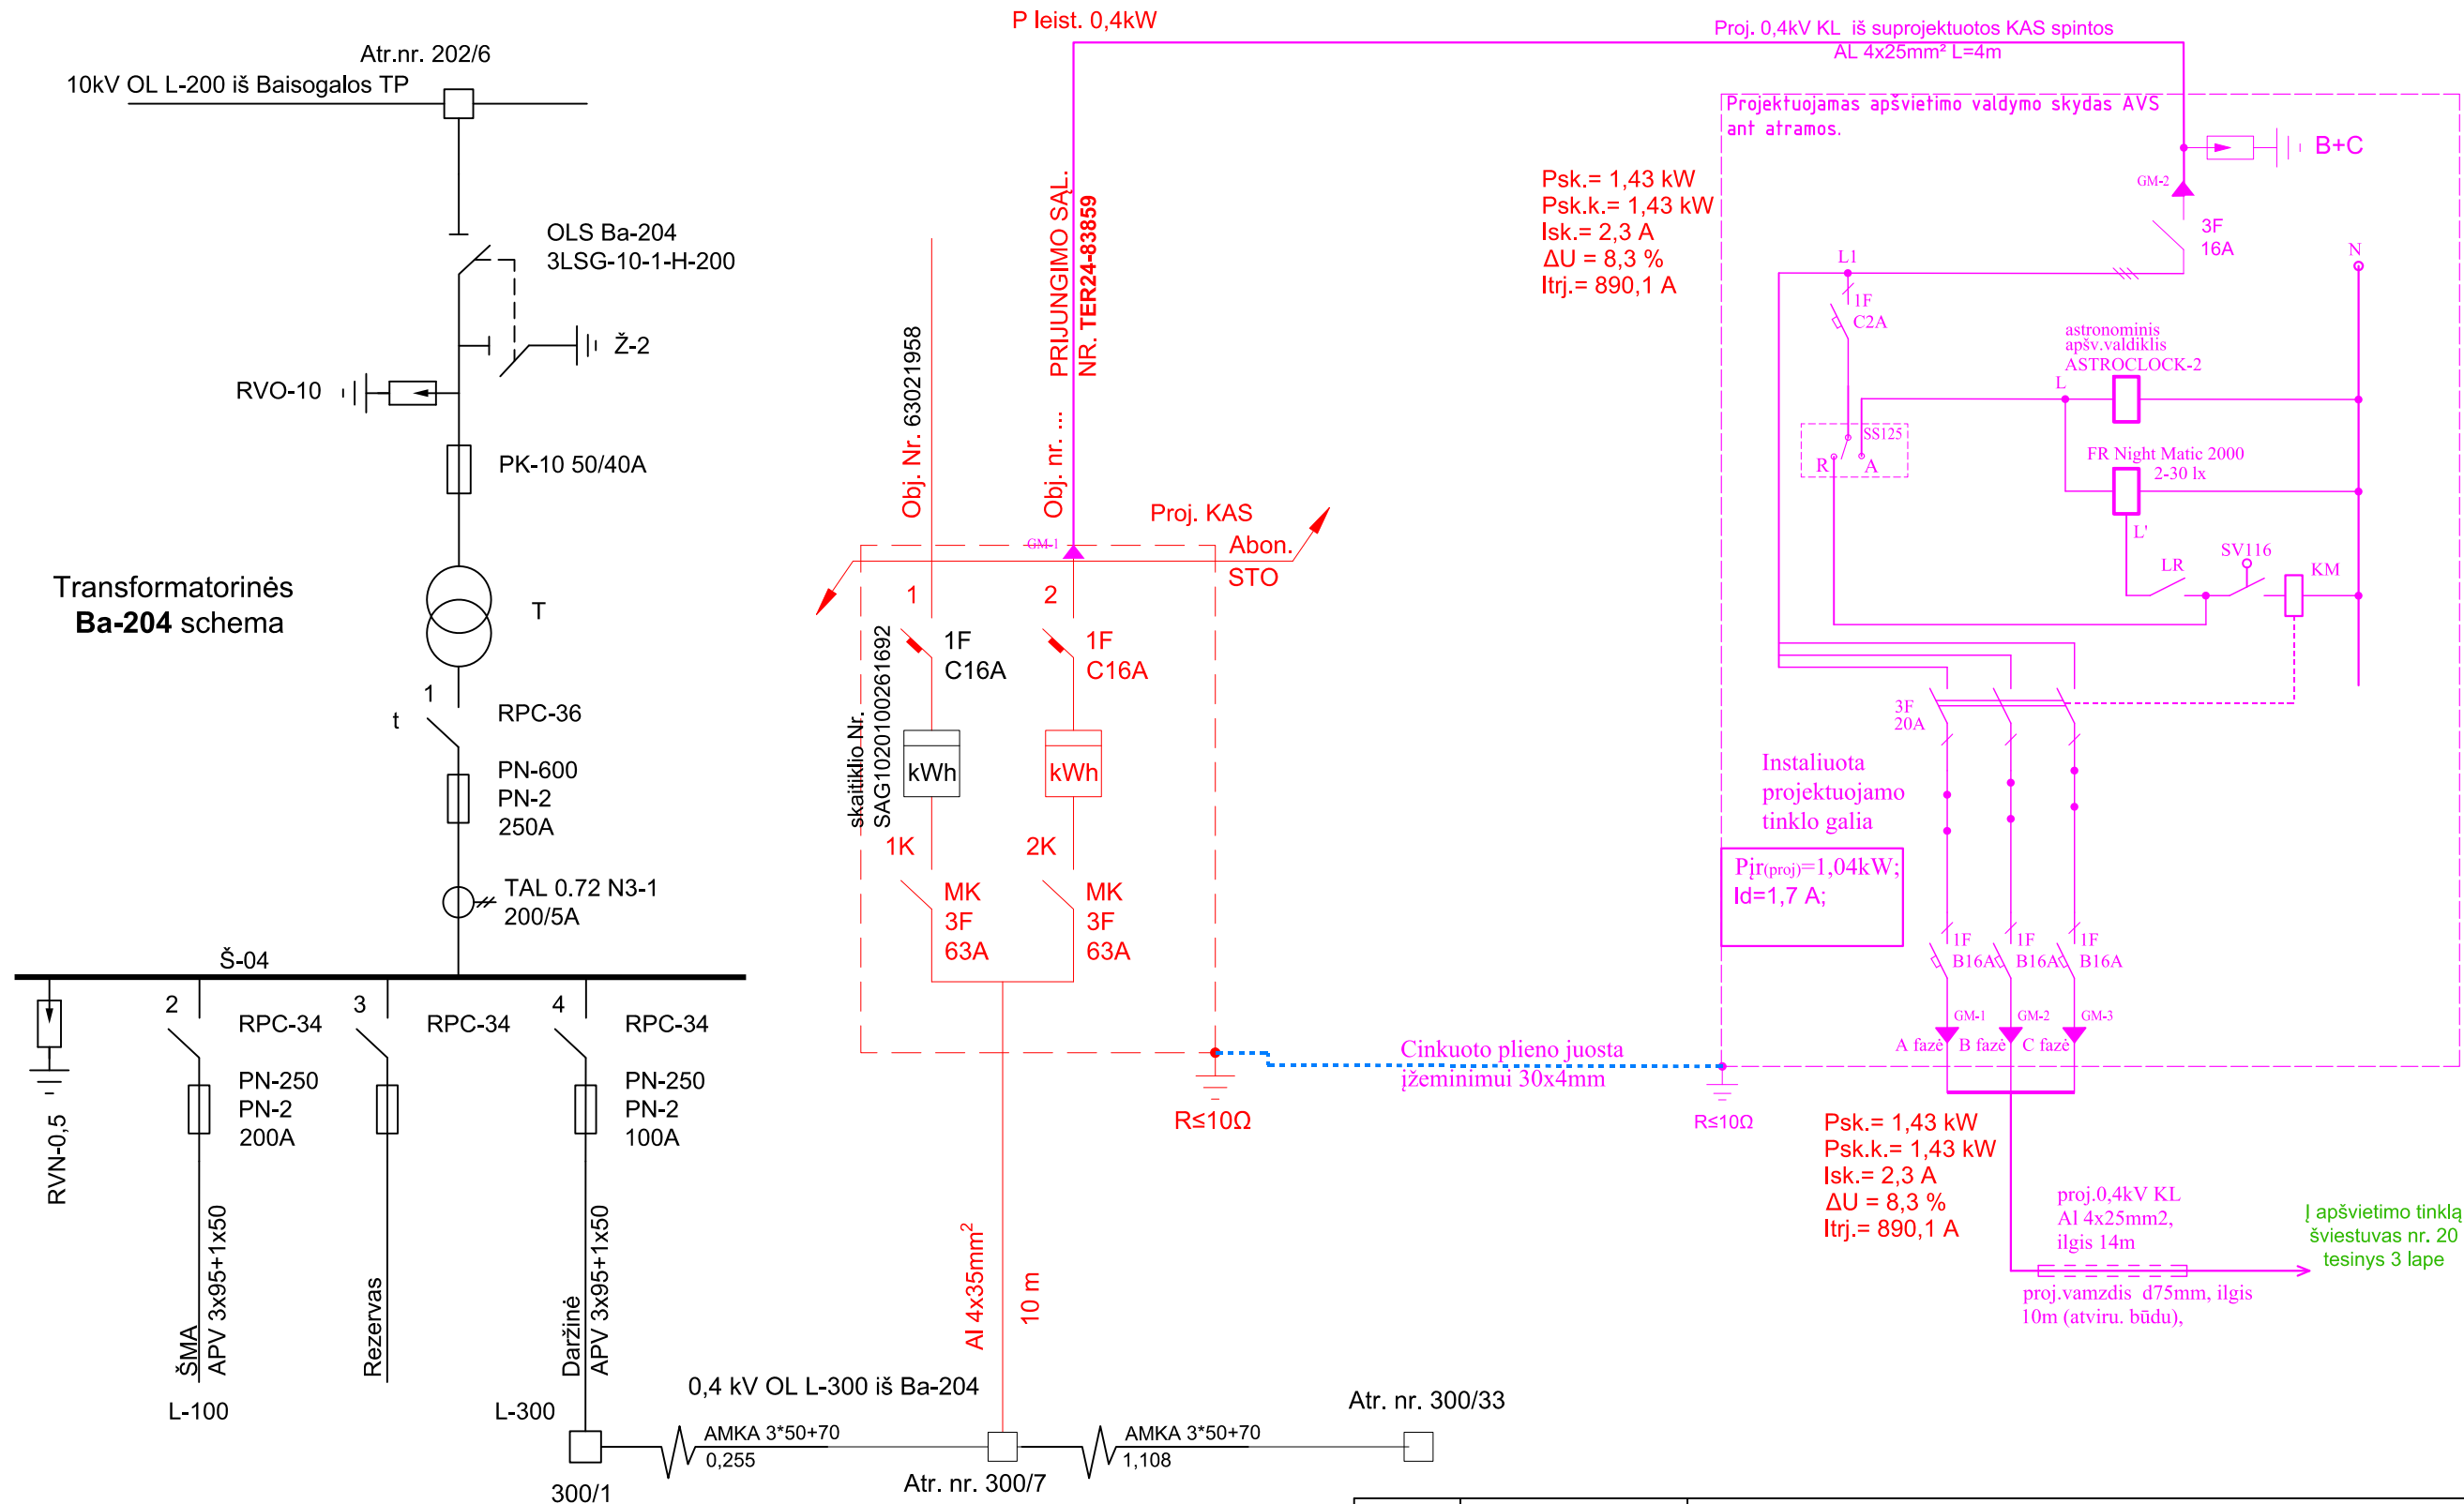 P leist. 0,4kW
Atr.nr. 202/6
10kV OL L-200 iš Baisogalos TP
OLS Ba-204
3LSG-10-1-H-200
Ž-2
RVO-10
PK-10 50/40A
Transformatorinės
Ba-204 schema
T
1
t
RPC-36
PN-600
PN-2
250A
TAL 0.72 N3-1
200/5A
Š-04
RVN-0,5
2
RPC-34
PN-250
PN-2
200A
ŠMA
APV 3x95+1x50
L-100
3
RPC-34
Rezervas
4
RPC-34
PN-250
PN-2
100A
Daržinė
APV 3x95+1x50
L-300
300/1
0,4 kV OL L-300 iš Ba-204
AMKA 3*50+70
0,255
Atr. nr. 300/7
AMKA 3*50+70
1,108
Atr. nr. 300/33
Obj. Nr. 63021958
Obj. nr. ... PRIJUNGIMO SĄL.
NR. TER24-83859
Proj. KAS
Abon.
STO
GM-1
1
2
1F
C16A
1F
C16A
skaitiklio Nr.
SAG1020100261692
kWh
kWh
1K
2K
MK
3F
63A
MK
3F
63A
R≤10Ω
Al 4x35mm²
10 m
Cinkuoto plieno juosta
įžeminimui 30x4mm
Proj. 0,4kV KL iš suprojektuotos KAS spintos
AL 4x25mm² L=4m
Projektuojamas apšvietimo valdymo skydas AVS
ant atramos.
Psk.= 1,43 kW
Psk.k.= 1,43 kW
Isk.= 2,3 A
ΔU = 8,3 %
Itrj.= 890,1 A
B+C
GM-2
3F
16A
N
L1
1F
C2A
astronominis
apšv.valdiklis
ASTROCLOCK-2
L
SS125
R
A
FR Night Matic 2000
2-30 lx
L'
LR
SV116
KM
3F
20A
Instaliuota
projektuojamo
tinklo galia
Pįr(proj)=1,04kW;
Id=1,7 A;
1F
B16A
1F
B16A
1F
B16A
GM-1
GM-2
GM-3
A fazė
B fazė
C fazė
R≤10Ω
Psk.= 1,43 kW
Psk.k.= 1,43 kW
Isk.= 2,3 A
ΔU = 8,3 %
Itrj.= 890,1 A
proj.0,4kV KL
Al 4x25mm2,
ilgis 14m
proj.vamzdis d75mm, ilgis
10m (atviru. būdu),
Į apšvietimo tinklą
šviestuvas nr. 20
tesinys 3 lape